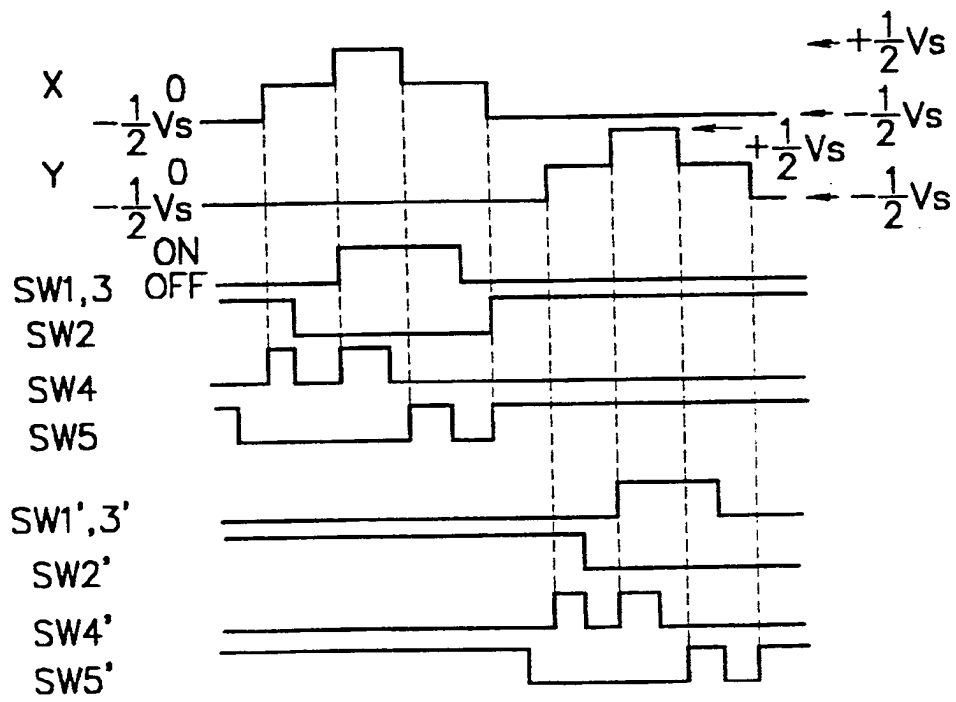 +1/2Vs
X
0
-1/2Vs
-1/2Vs
+1/2Vs
Y
0
-1/2Vs
-1/2Vs
ON
OFF
SW1,3
SW2
SW4
SW5
SW1',3'
SW2'
SW4'
SW5'